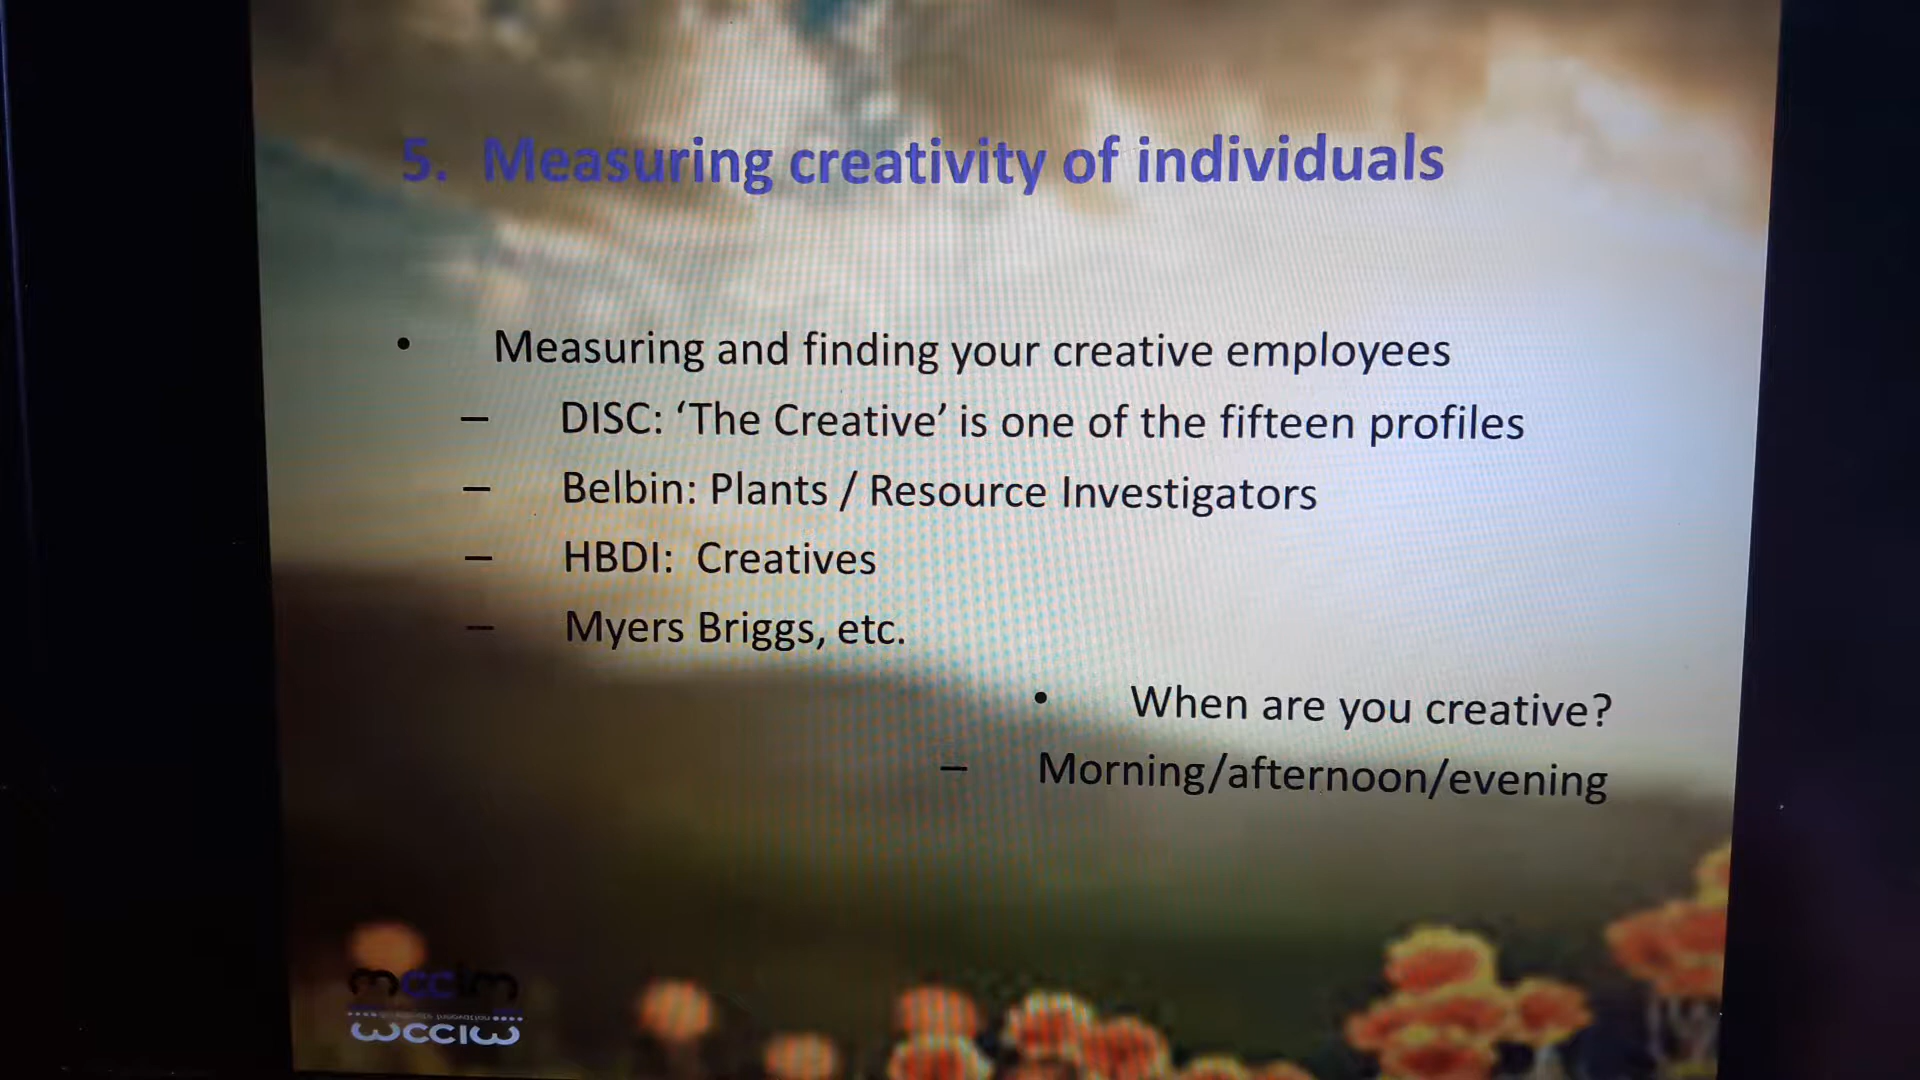 5. Measuring creativity of individuals
• Measuring and finding your creative employees
– DISC: ‘The Creative’ is one of the fifteen profiles
– Belbin: Plants / Resource Investigators
– HBDI: Creatives
– Myers Briggs, etc.
• When are you creative?
– Morning/afternoon/evening
mccim